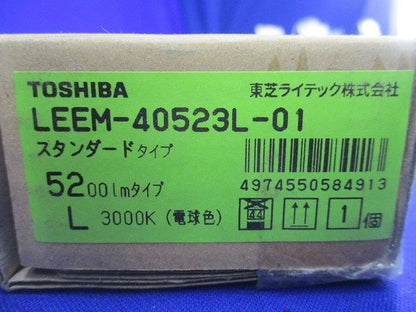 TOSHIBA 東芝ライテック株式会社
LEEM-40523L-01
スタンダードタイプ
5200lmタイプ
4974550584913
L 3000K (電球色) 44 1 個